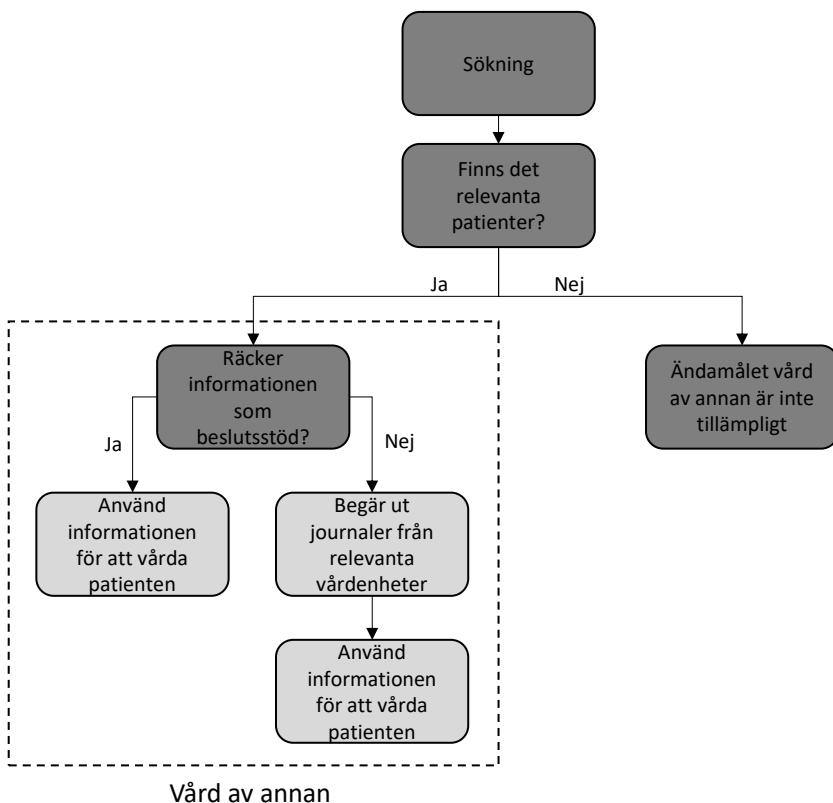 Sökning
Finns det
relevanta
patienter?
Ja
Nej
Räcker
informationen
som
beslutsstöd?
Ändamålet vård
av annan är inte
tillämpligt
Ja
Nej
Använd
informationen
för att vårda
patienten
Begär ut
journaler från
relevanta
vårdenheter
Använd
informationen
för att vårda
patienten
Vård av annan